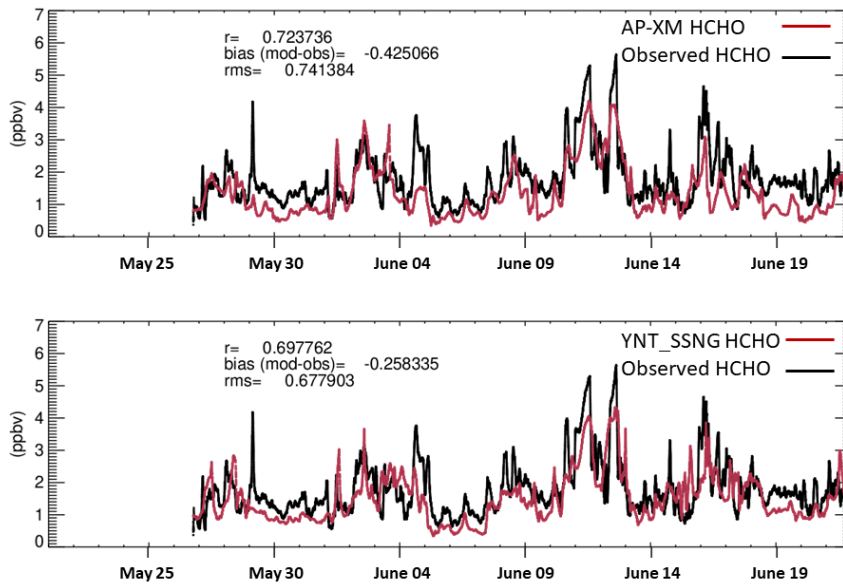 7
AP-XM HCHO
r= 0.723736
6
bias (mod-obs)= -0.425066
Observed HCHO
rms= 0.741384
5
(ppbv)
4
3
2
1
0
May 25 May 30 June 04 June 09 June 14 June 19
7
YNT_SSNG HCHO
r= 0.697762
6
bias (mod-obs)= -0.258335
Observed HCHO
rms= 0.677903
5
(ppbv)
4
3
2
1
0
May 25 May 30 June 04 June 09 June 14 June 19